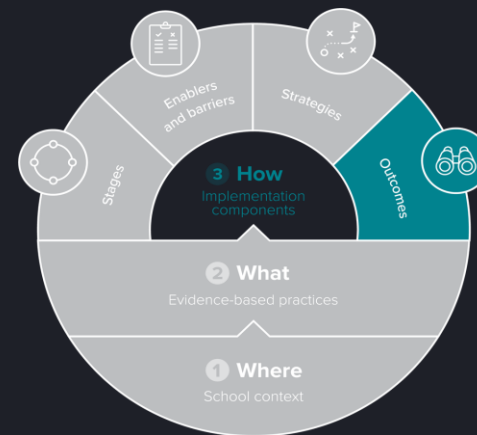 Enablers
and barriers
Strategies
Stages
Outcomes
3 How
Implementation
components
2 What
Evidence-based practices
1 Where
School context